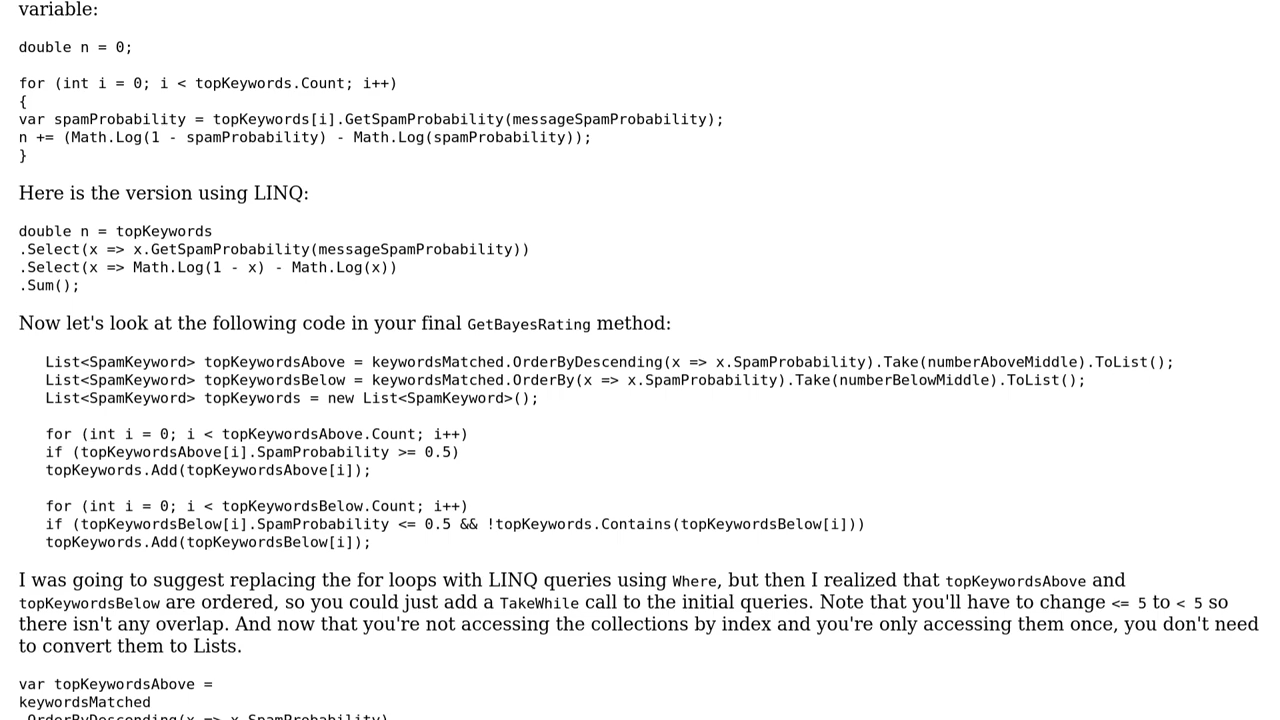 variable:
double n = 0;
for (int i = 0; i < topKeywords.Count; i++)
{
var spamProbability = topKeywords[i].GetSpamProbability(messageSpamProbability);
n += (Math.Log(1 - spamProbability) - Math.Log(spamProbability));
}
Here is the version using LINQ:
double n = topKeywords
.Select(x => x.GetSpamProbability(messageSpamProbability))
.Select(x => Math.Log(1 - x) - Math.Log(x))
.Sum();
Now let's look at the following code in your final GetBayesRating method:
List<SpamKeyword> topKeywordsAbove = keywordsMatched.OrderByDescending(x => x.SpamProbability).Take(numberAboveMiddle).ToList();
List<SpamKeyword> topKeywordsBelow = keywordsMatched.OrderBy(x => x.SpamProbability).Take(numberBelowMiddle).ToList();
List<SpamKeyword> topKeywords = new List<SpamKeyword>();
for (int i = 0; i < topKeywordsAbove.Count; i++)
if (topKeywordsAbove[i].SpamProbability >= 0.5)
topKeywords.Add(topKeywordsAbove[i]);
for (int i = 0; i < topKeywordsBelow.Count; i++)
if (topKeywordsBelow[i].SpamProbability <= 0.5 && !topKeywords.Contains(topKeywordsBelow[i]))
topKeywords.Add(topKeywordsBelow[i]);
I was going to suggest replacing the for loops with LINQ queries using Where, but then I realized that topKeywordsAbove and
topKeywordsBelow are ordered, so you could just add a TakeWhile call to the initial queries. Note that you'll have to change <= 5 to < 5 so
there isn't any overlap. And now that you're not accessing the collections by index and you're only accessing them once, you don't need
to convert them to Lists.
var topKeywordsAbove =
keywordsMatched
.OrderByDescending(x => x.SpamProbability)